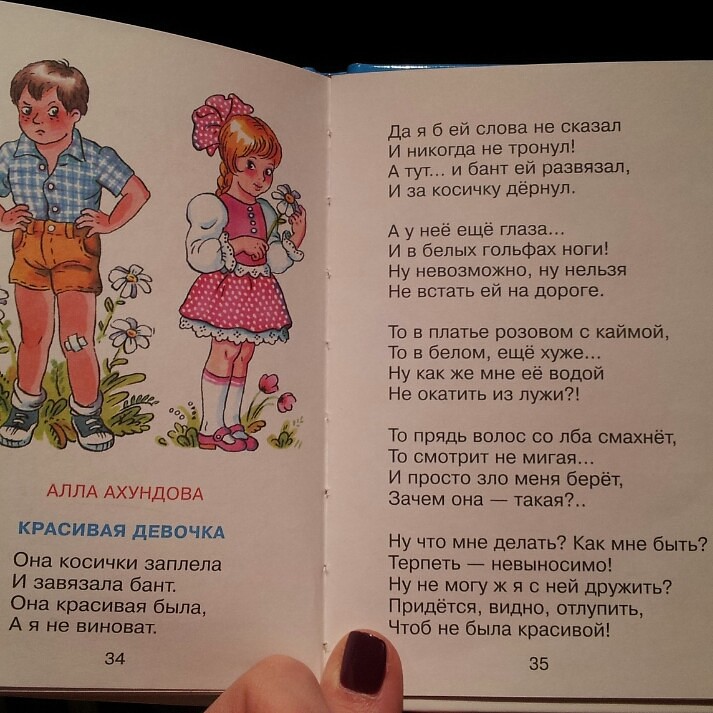 АЛЛА АХУНДОВА
КРАСИВАЯ ДЕВОЧКА
Она косички заплела
И завязала бант.
Она красивая была,
А я не виноват.
34
Да я б ей слова не сказал
И никогда не тронул!
А тут... и бант ей развязал,
И за косичку дёрнул.
А у неё ещё глаза...
И в белых гольфах ноги!
Ну невозможно, ну нельзя
Не встать ей на дороге.
То в платье розовом с каймой,
То в белом, ещё хуже...
Ну как же мне её водой
Не окатить из лужи?!
То прядь волос со лба смахнёт,
То смотрит не мигая...
И просто зло меня берёт,
Зачем она — такая?..
Ну что мне делать? Как мне быть?
Терпеть — невыносимо!
Ну не могу ж я с ней дружить?
Придётся, видно, отлупить,
Чтоб не была красивой!
35